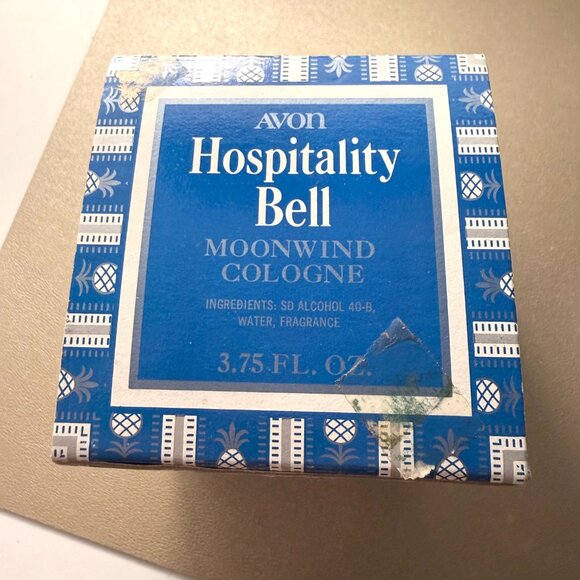 AVON
Hospitality
Bell
MOONWIND
COLOGNE
INGREDIENTS: SD ALCOHOL 40-B,
WATER, FRAGRANCE
3.75 FL. OZ.